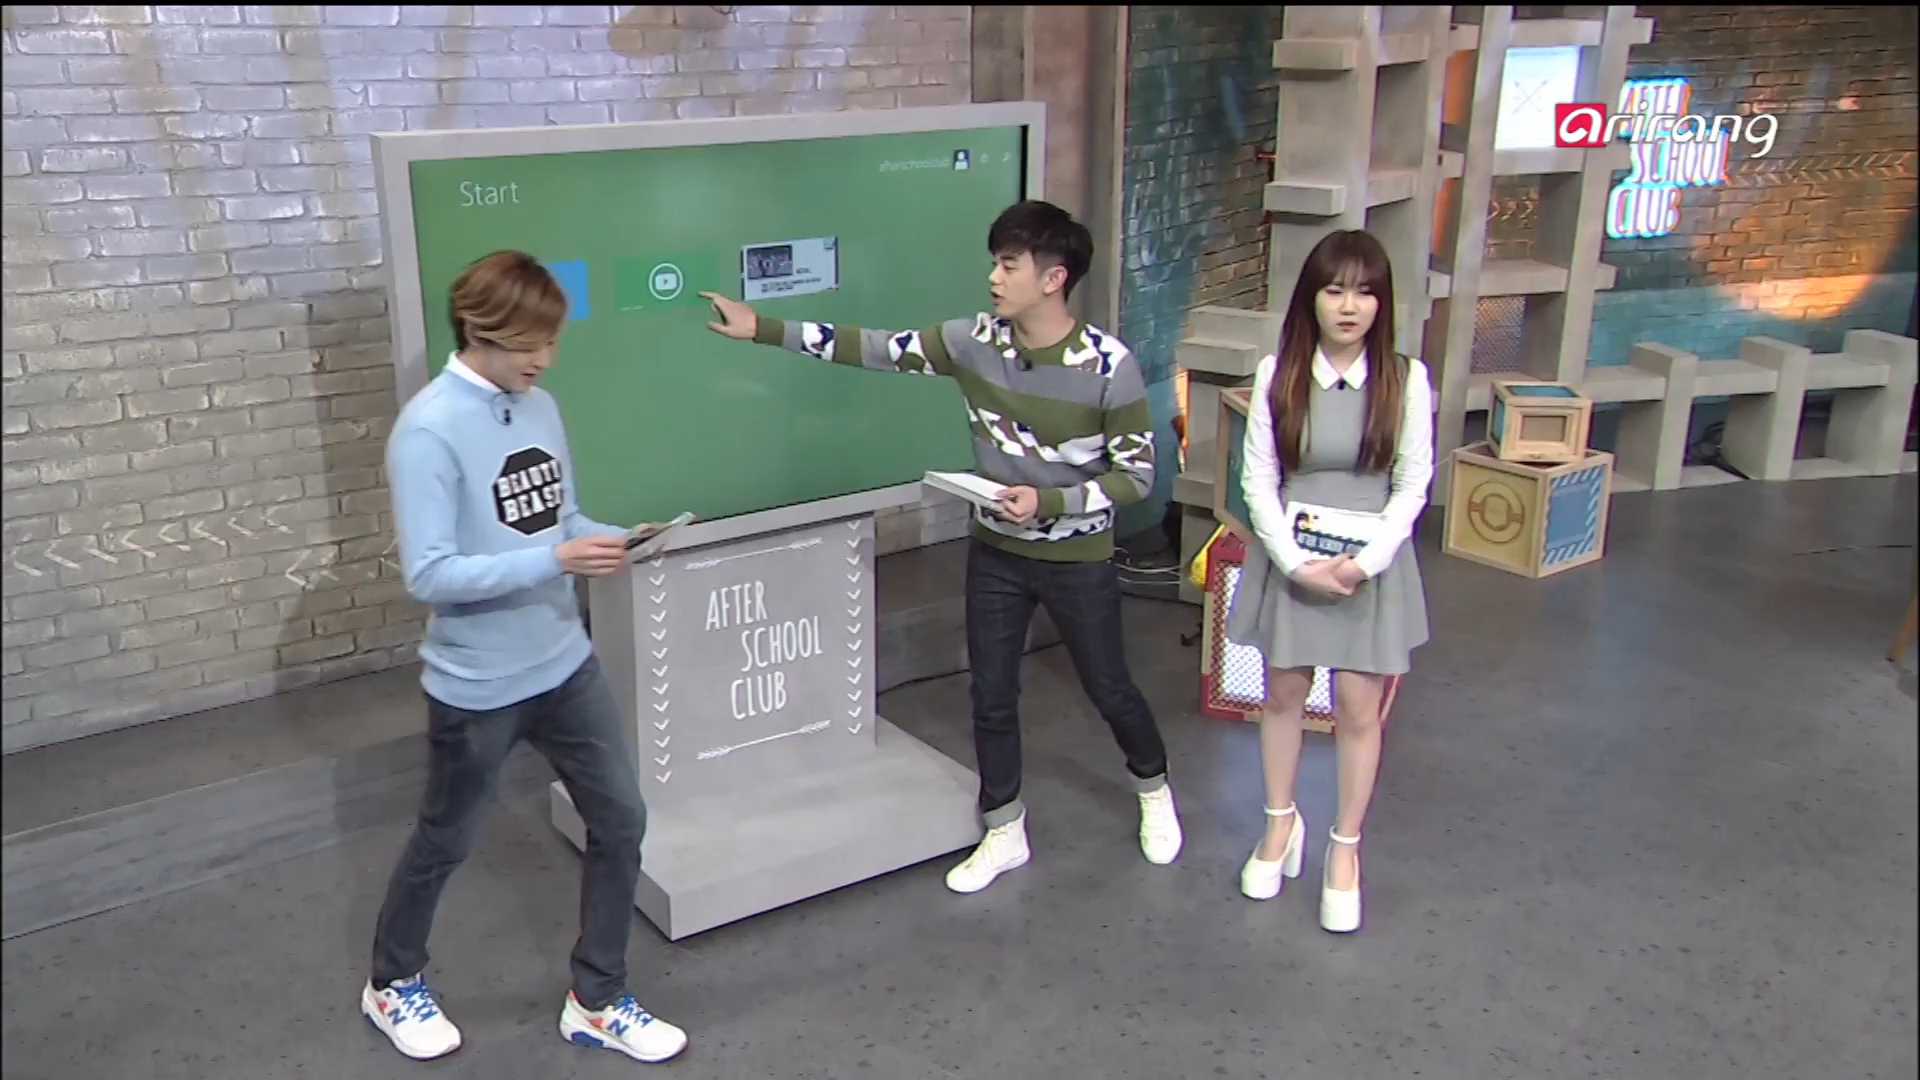 afterschoolclub
Start
arirang
AFTER
SCHOOL
CLUB
BEAUTY
BEAST
AFTER SCHOOL
AFTER
SCHOOL
CLUB
N
N